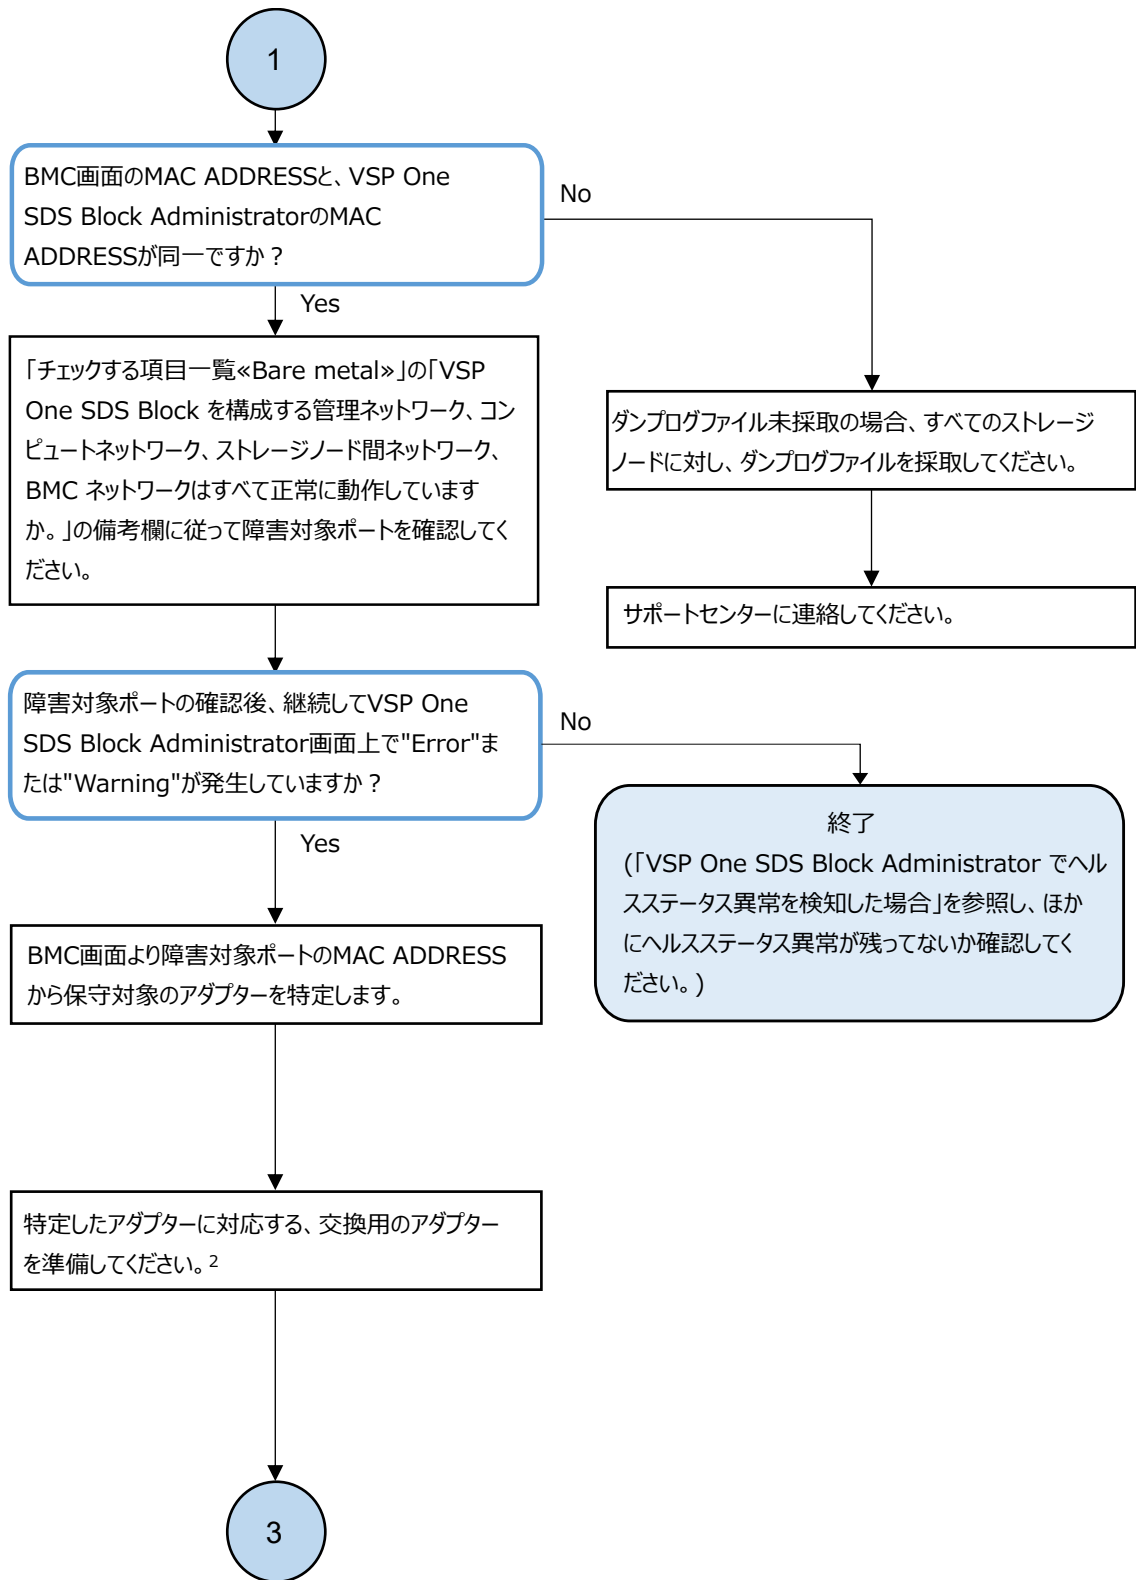 1
BMC画面のMAC ADDRESSと、VSP One
SDS Block AdministratorのMAC
ADDRESSが同一ですか？
No
Yes
「チェックする項目一覧«Bare metal»」の「VSP
One SDS Block を構成する管理ネットワーク、コン
ピュートネットワーク、ストレージノード間ネットワーク、
BMC ネットワークはすべて正常に動作しています
か。」の備考欄に従って障害対象ポートを確認してく
ださい。
ダンプログファイル未採取の場合、すべてのストレージ
ノードに対し、ダンプログファイルを採取してください。
サポートセンターに連絡してください。
障害対象ポートの確認後、継続してVSP One
SDS Block Administrator画面上で"Error"ま
たは"Warning"が発生していますか？
No
Yes
終了
(「VSP One SDS Block Administrator でヘル
スステータス異常を検知した場合」を参照し、ほか
にヘルスステータス異常が残ってないか確認してく
ださい。)
BMC画面より障害対象ポートのMAC ADDRESS
から保守対象のアダプターを特定します。
特定したアダプターに対応する、交換用のアダプター
を準備してください。2
3